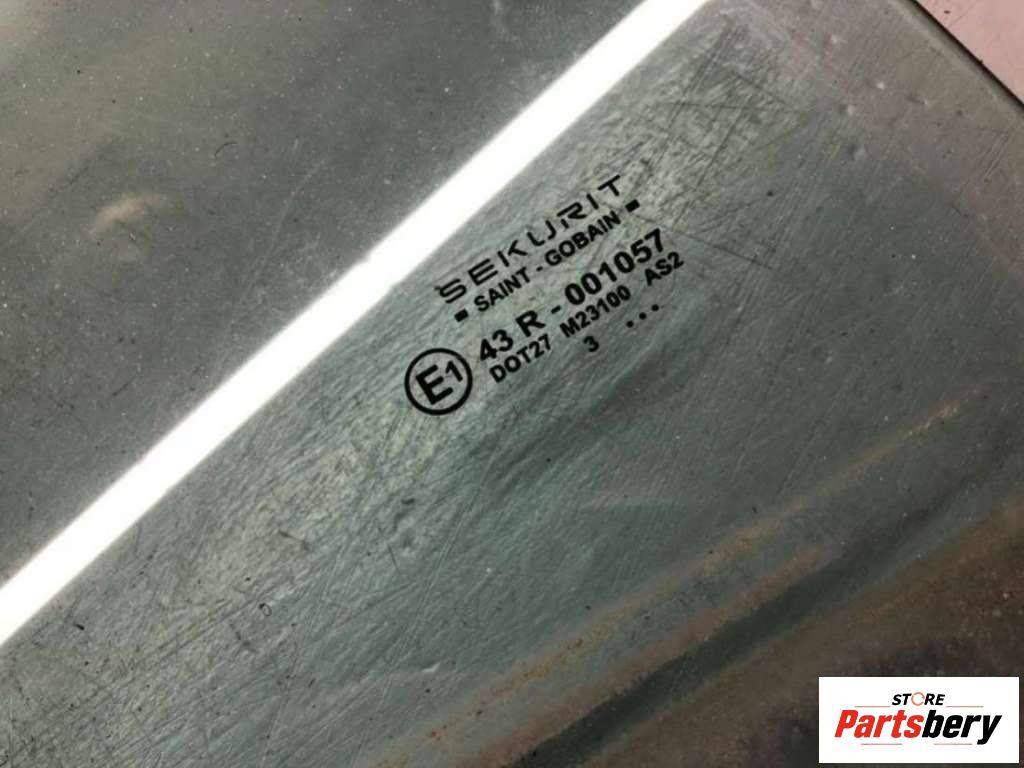 SEKURIT
SAINT - GOBAIN
43 R - 001057
E1
DOT27 M23100 AS2
3 ...
STORE
Partsbery